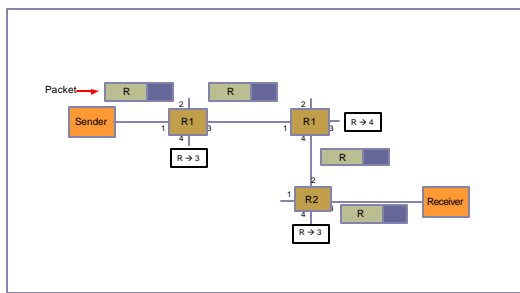 R R
Packet
Sender
2
R1
1 3
4
R → 3
2
R1
1 3
4
R → 4
R
2
1 R2
4
R → 3
R
Receiver